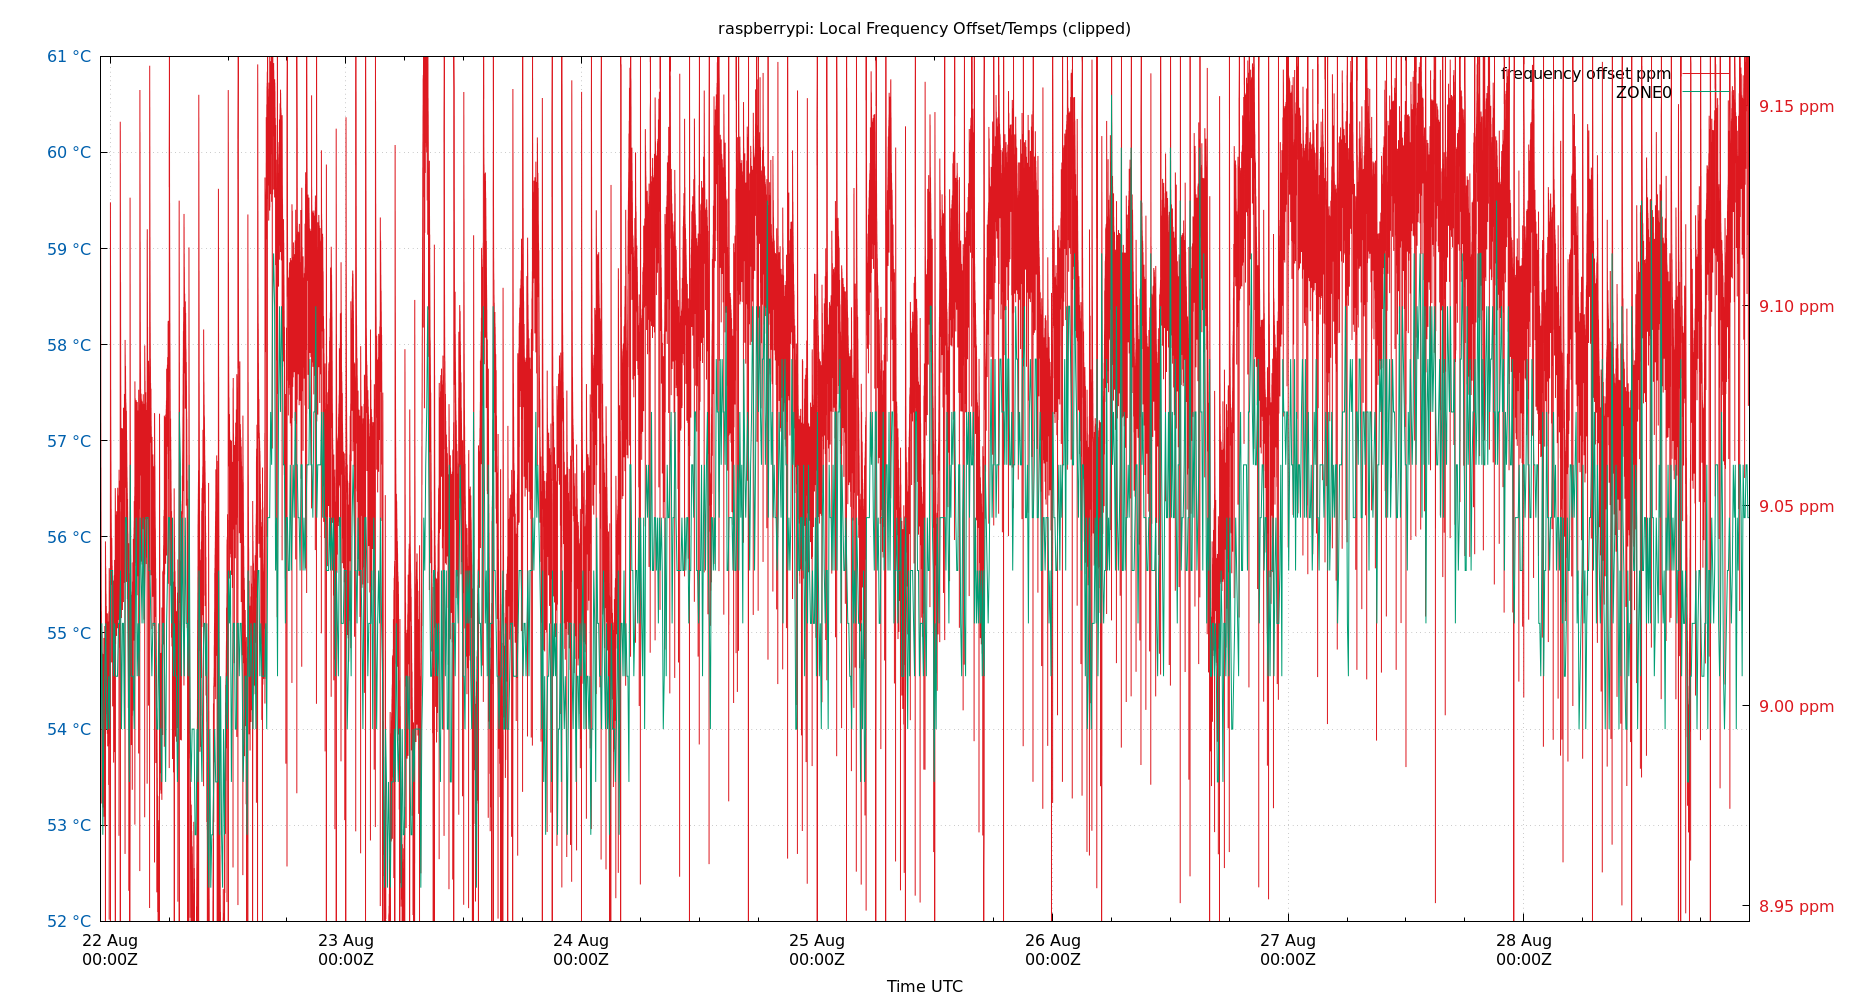 raspberrypi: Local Frequency Offset/Temps (clipped)
61 °C
60 °C
59 °C
58 °C
57 °C
56 °C
55 °C
54 °C
53 °C
52 °C
frequency offset ppm
ZONE0
9.15 ppm
9.10 ppm
9.05 ppm
9.00 ppm
8.95 ppm
22 Aug 23 Aug 24 Aug 25 Aug 26 Aug 27 Aug 28 Aug
00:00Z 00:00Z 00:00Z 00:00Z 00:00Z 00:00Z 00:00Z
Time UTC